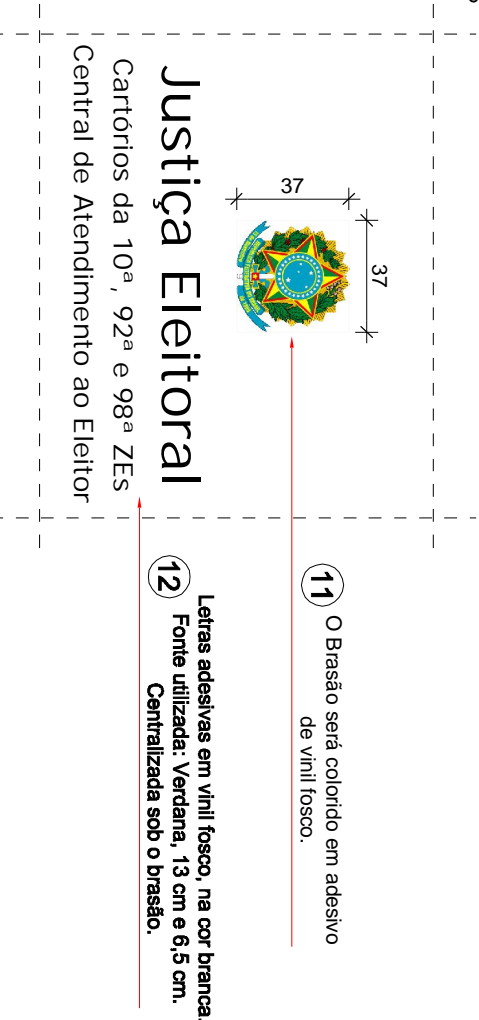 37
37
Justiça Eleitoral
Cartórios da 10ª, 92ª e 98ª ZEs
Central de Atendimento ao Eleitor
11
O Brasão será colorido em adesivo
de vinil fosco.
12
Letras adesivas em vinil fosco, na cor branca.
Fonte utilizada: Verdana, 13 cm e 6,5 cm.
Centralizada sob o brasão.